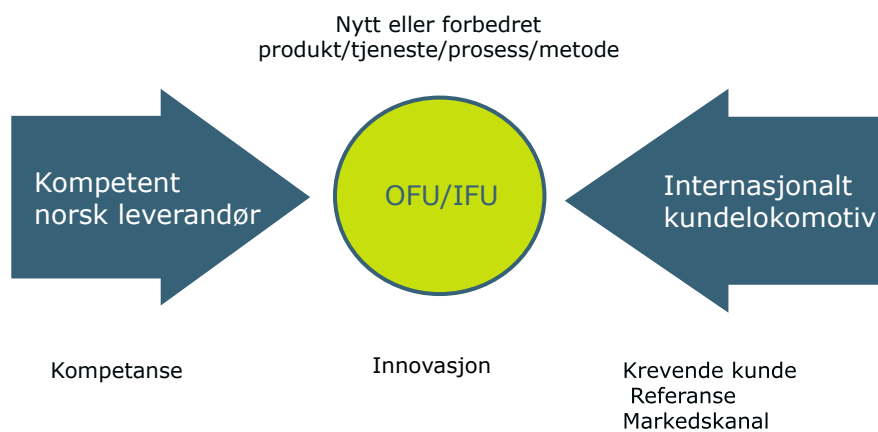 Nytt eller forbedret
produkt/tjeneste/prosess/metode
Kompetent
norsk leverandør
OFU/IFU
Internasjonalt
kundelokomotiv
Kompetanse
Innovasjon
Krevende kunde
Referanse
Markedskanal